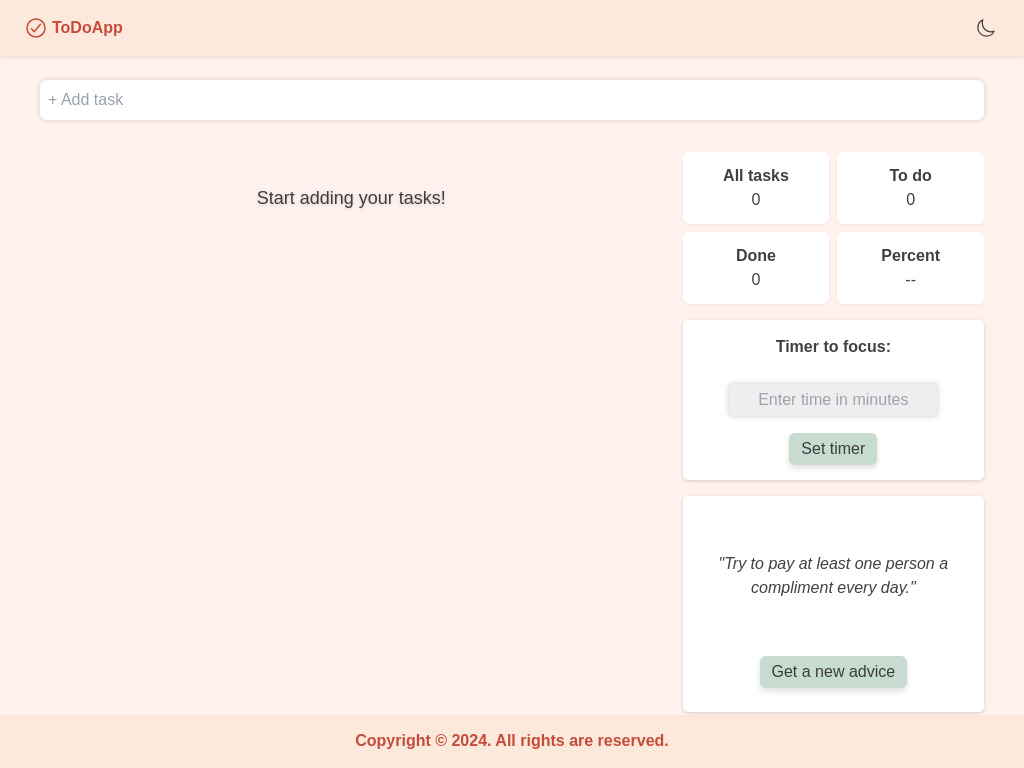 ToDoApp
+ Add task
Start adding your tasks!
All tasks
0
To do
0
Done
0
Percent
--
Timer to focus:
Enter time in minutes
Set timer
"Try to pay at least one person a
compliment every day."
Get a new advice
Copyright © 2024. All rights are reserved.